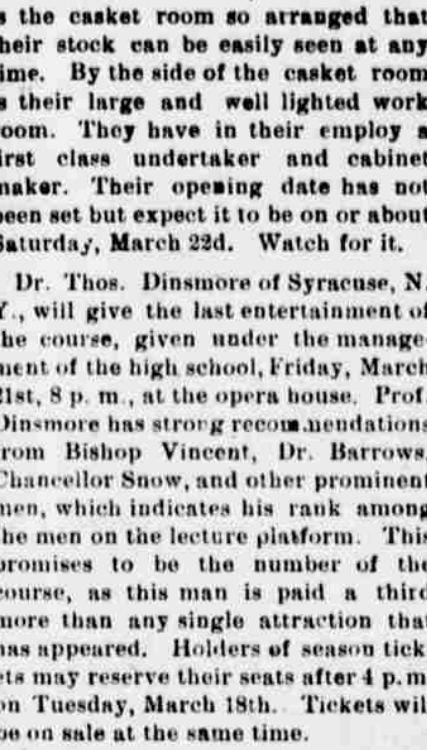 s the casket room so arranged that
heir stock can be easily seen at any
ime. By the side of the casket room
s their large and well lighted work
oom. They have in their employ a
irst class undertaker and cabinet
maker. Their opening date has not
een set but expect it to be on or about
Saturday, March 22d. Watch for it.
Dr. Thos. Dinsmore of Syracuse, N.
Y., will give the last entertainment of
the course, given under the manage-
ment of the high school, Friday, March
21st, 8 p. m., at the opera house. Prof.
Dinsmore has strong recommendations
from Bishop Vincent, Dr. Barrows,
Chancellor Snow, and other prominent
men, which indicates his rank among
the men on the lecture platform. This
promises to be the number of the
course, as this man is paid a third
more than any single attraction that
has appeared. Holders of season tick-
ets may reserve their seats after 4 p. m
on Tuesday, March 18th. Tickets wil
be on sale at the same time.